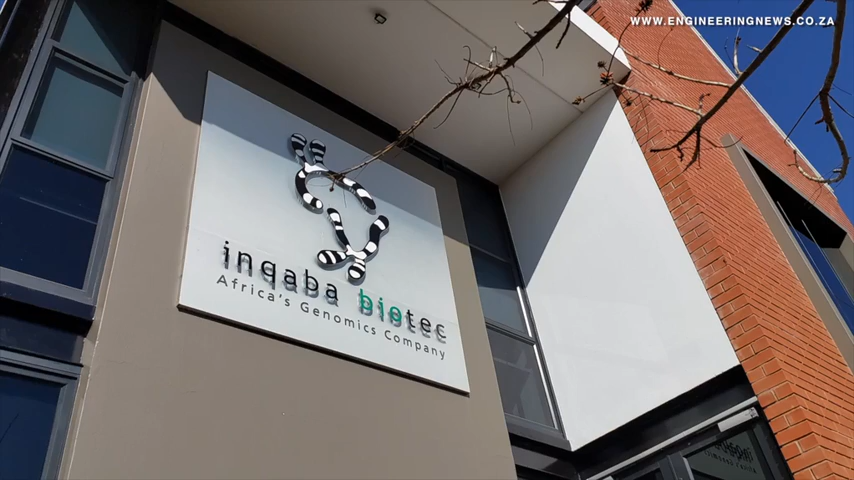 WWW.ENGINEERINGNEWS.CO.ZA
inqaba biotec
Africa's Genomics Company